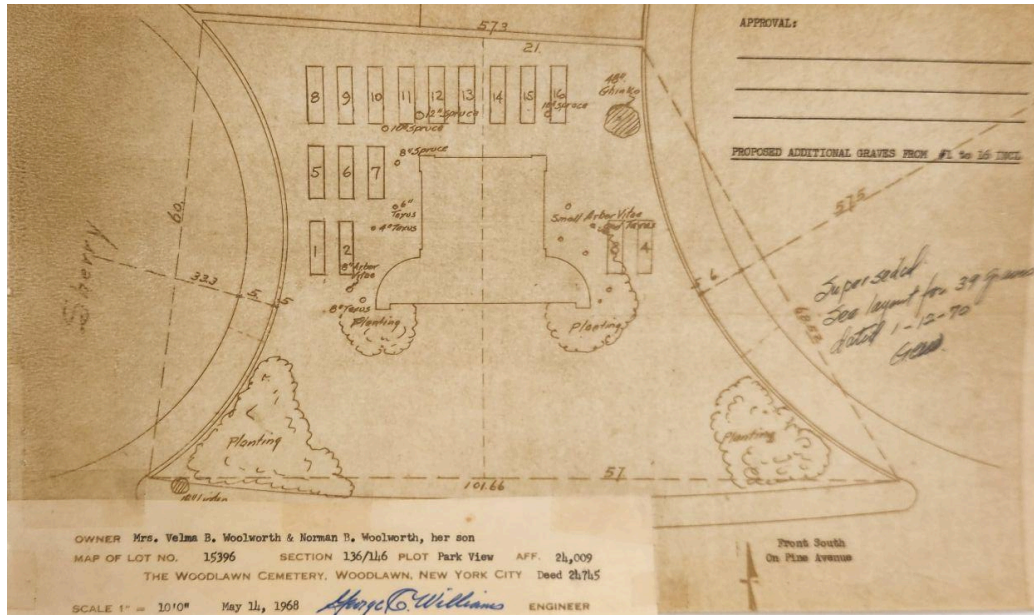 APPROVAL:
573
21.
8 9 10 11 12 13 14 15 16
48"
Ghinko
12" Spruce
10" Spruce
10" Spruce
PROPOSED ADDITIONAL GRAVES FROM #1 to 16 INCL
8" Spruce
5 6 7
60.
575
6"
Taxus
4" Taxus
Small Arbor Vitae
and Taxus
1 2 3 4
8" Arbor
Vitae
8" Taxus
333
5
Planting
Planting
68.53
Superseded
See layout for 39 graves
dated 1-12-70
Planting
Planting
57
101.66
Linden
OWNER Mrs. Velma B. Woolworth & Norman B. Woolworth, her son
MAP OF LOT NO. 15396 SECTION 136/146 PLOT Park View AFF. 24,009
THE WOODLAWN CEMETERY, WOODLAWN, NEW YORK CITY Deed 24745
SCALE 1" = 10'0" May 14, 1968 George C. Williams ENGINEER
Front South
On Pine Avenue